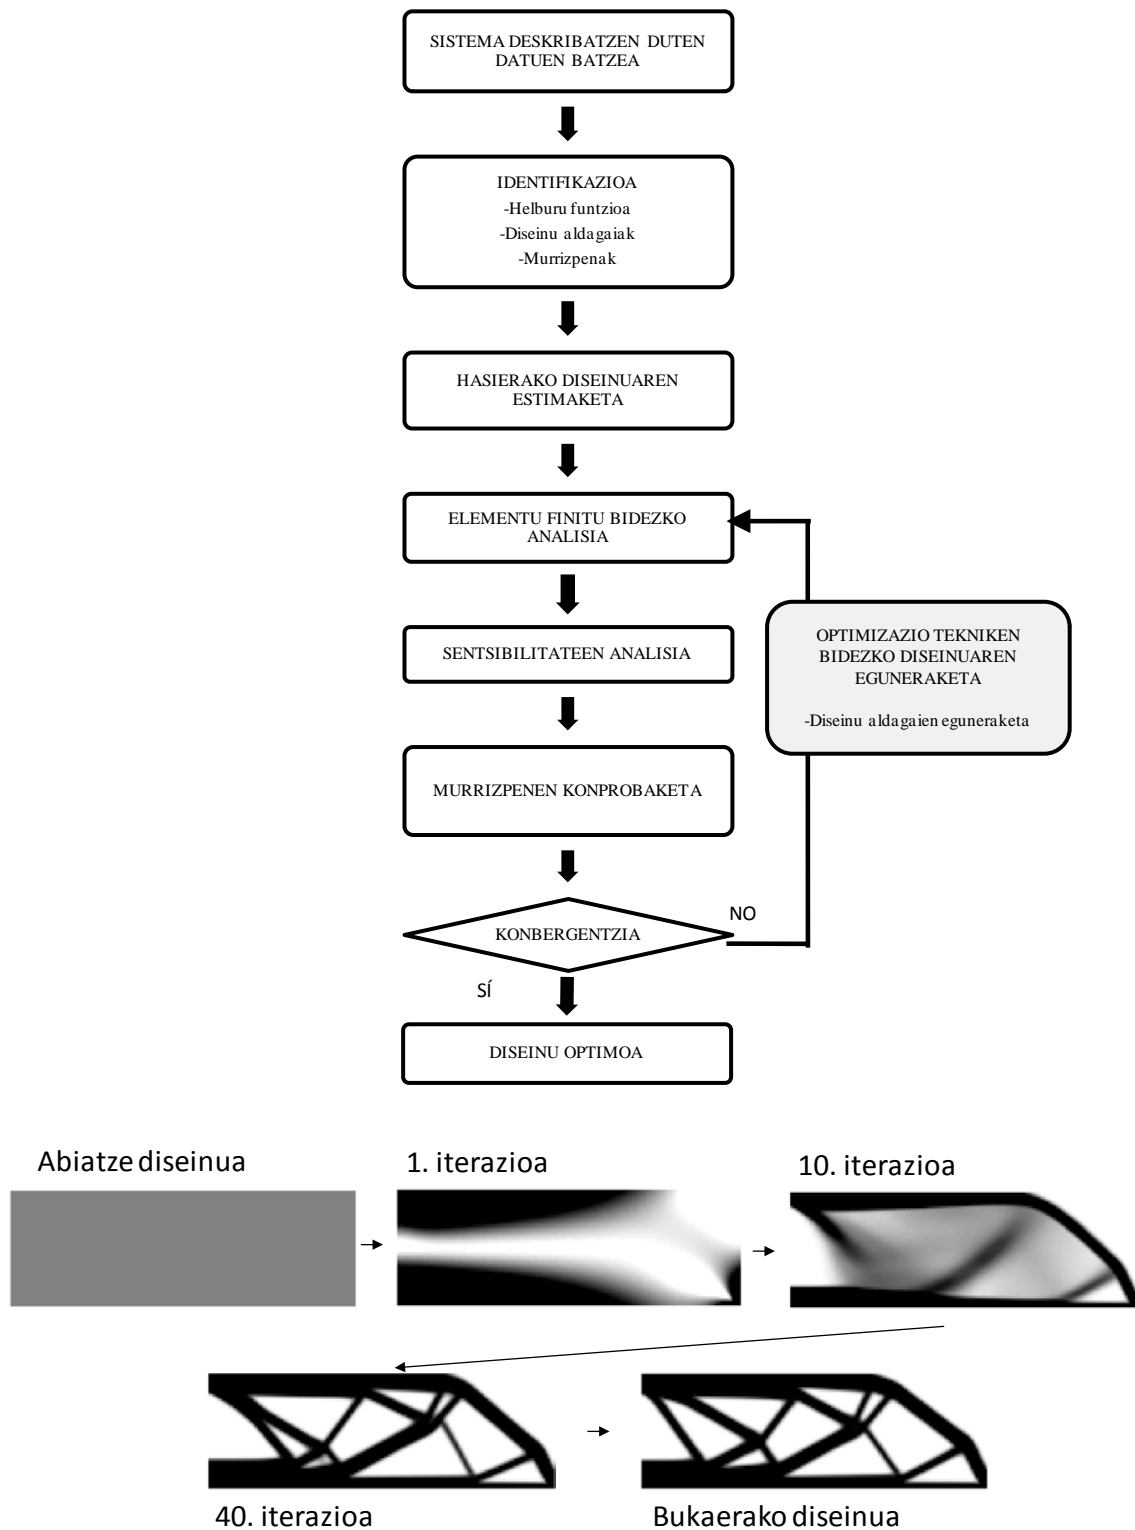 SISTEMA DESKRIBATZEN DUTEN
DATUEN BATZEA
IDENTIFIKAZIOA
-Helburu funtzioa
-Diseinu aldagaiak
-Murrizpenak
HASIERAKO DISEINUAREN
ESTIMAKETA
ELEMENTU FINITU BIDEZKO
ANALISIA
SENTSIBILITATEEN ANALISIA
OPTIMIZAZIO TEKNIKEN
BIDEZKO DISEINUAREN
EGUNERAKETA
-Diseinu aldagaien eguneraketa
MURRIZPENEN KONPROBAKETA
NO
KONBERGENTZIA
SÍ
DISEINU OPTIMOA
Abiatze diseinua
1. iterazioa
10. iterazioa
40. iterazioa
Bukaerako diseinua